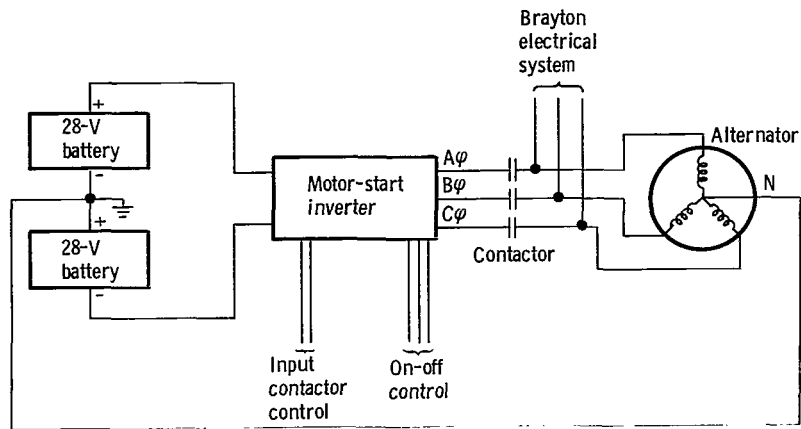 Brayton
electrical
system
+
28-V
battery
-
+
28-V
battery
-
Motor-start
inverter
Aφ
Bφ
Cφ
Contactor
Alternator
N
Input
contactor
control
On-off
control